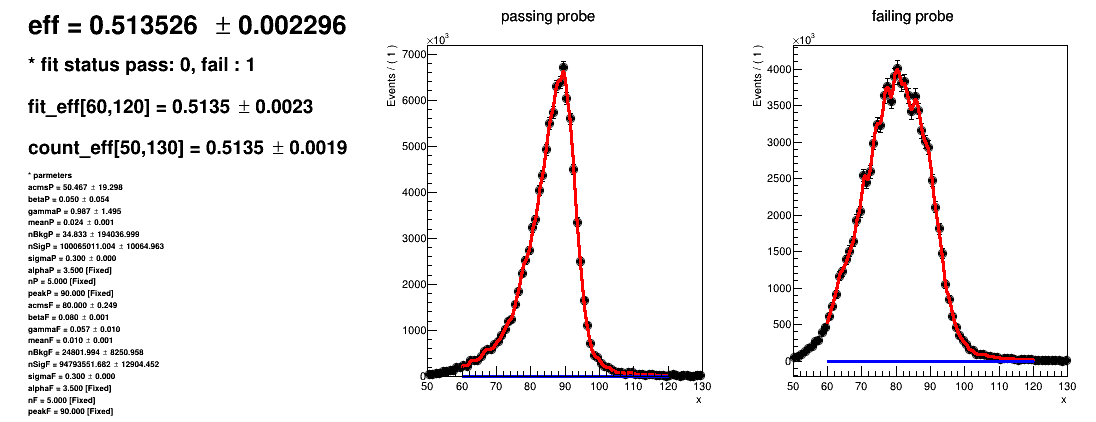 eff = 0.513526 ± 0.002296
* fit status pass: 0, fail : 1
fit_eff[60,120] = 0.5135 ± 0.0023
count_eff[50,130] = 0.5135 ± 0.0019
* parmeters
acmsP = 50.467 ± 19.298
betaP = 0.050 ± 0.054
gammaP = 0.987 ± 1.495
meanP = 0.024 ± 0.001
nBkgP = 34.833 ± 194036.999
nSigP = 100065011.004 ± 10064.963
sigmaP = 0.300 ± 0.000
alphaP = 3.500 [Fixed]
nP = 5.000 [Fixed]
peakP = 90.000 [Fixed]
acmsF = 80.000 ± 0.249
betaF = 0.080 ± 0.001
gammaF = 0.057 ± 0.010
meanF = 0.010 ± 0.001
nBkgF = 24801.994 ± 8250.958
nSigF = 94793551.682 ± 12904.452
sigmaF = 0.300 ± 0.000
alphaF = 3.500 [Fixed]
nF = 5.000 [Fixed]
peakF = 90.000 [Fixed]
passing probe
×10³
Events / ( 1 )
7000
6000
5000
4000
3000
2000
1000
0
50 60 70 80 90 100 110 120 130
x
failing probe
×10³
Events / ( 1 )
4000
3500
3000
2500
2000
1500
1000
500
0
50 60 70 80 90 100 110 120 130
x